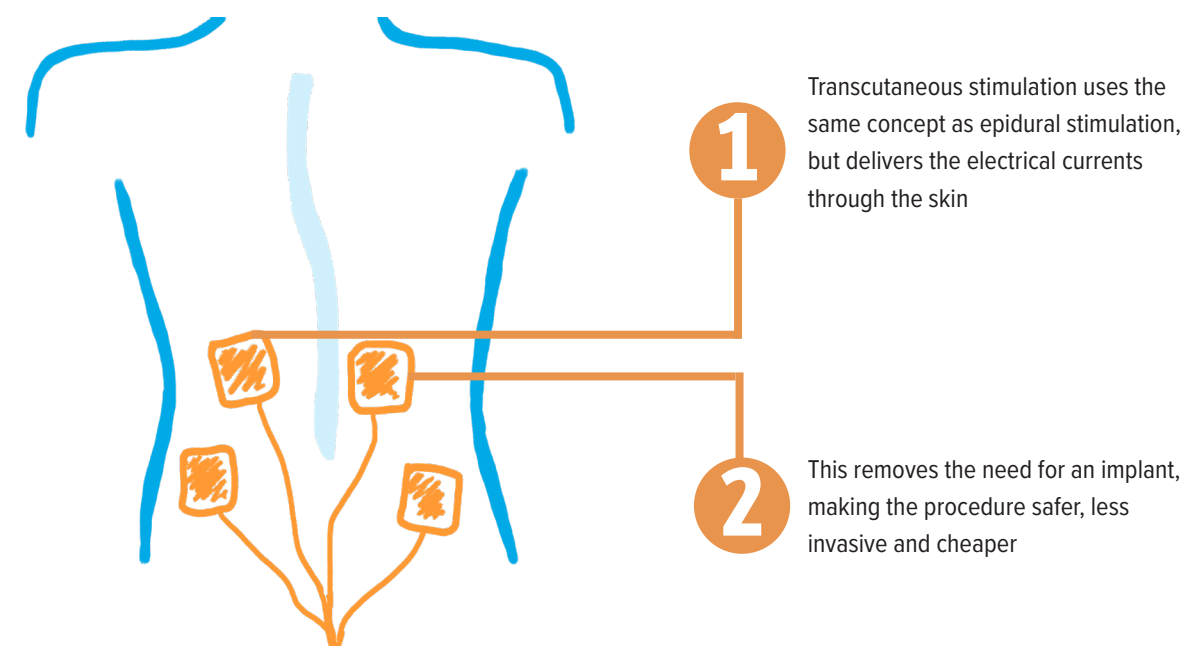 1
Transcutaneous stimulation uses the
same concept as epidural stimulation,
but delivers the electrical currents
through the skin
2
This removes the need for an implant,
making the procedure safer, less
invasive and cheaper